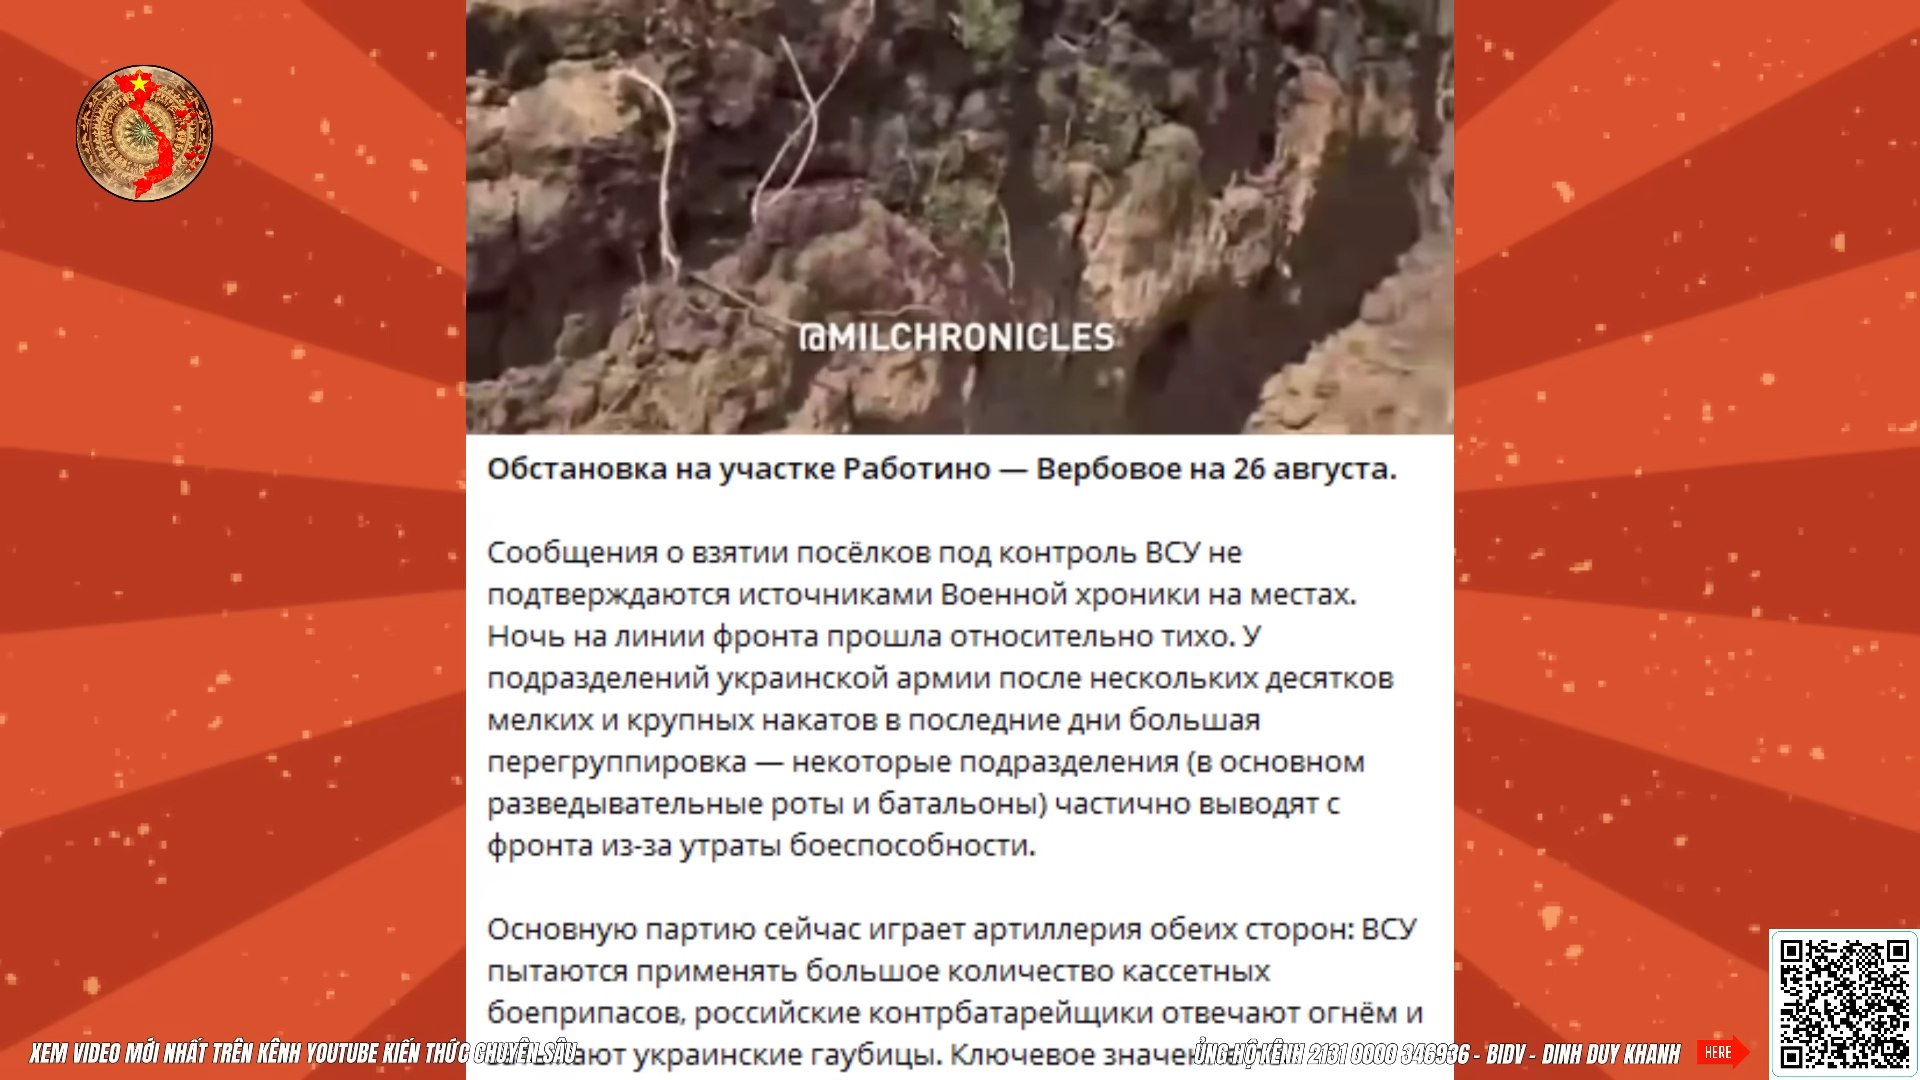 @MILCHRONICLES
Обстановка на участке Работино — Вербовое на 26 августа.
Сообщения о взятии посёлков под контроль ВСУ не
подтверждаются источниками Военной хроники на местах.
Ночь на линии фронта прошла относительно тихо. У
подразделений украинской армии после нескольких десятков
мелких и крупных накатов в последние дни большая
перегруппировка — некоторые подразделения (в основном
разведывательные роты и батальоны) частично выводят с
фронта из-за утраты боеспособности.
Основную партию сейчас играет артиллерия обеих сторон: ВСУ
пытаются применять большое количество кассетных
боеприпасов, российские контрбатарейщики отвечают огнём и
украинские гаубицы. Ключевое
XEM VIDEO MỚI NHẤT TRÊN KÊNH YOUTUBE KIẾN THỨC CHUYÊN SÂU
ỦNG HỘ KÊNH 2131 0000 346936 - BIDV - DINH DUY KHANH
HERE